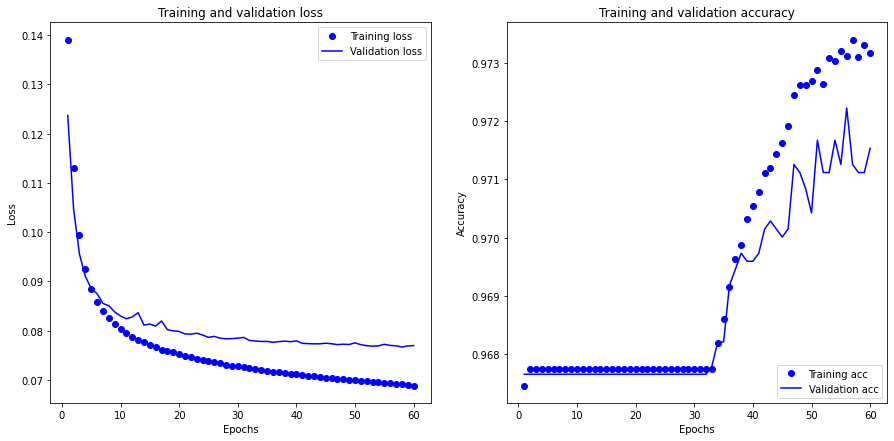 Training and validation loss
Training loss
Validation loss
0.14
0.13
0.12
0.11
0.10
0.09
0.08
0.07
Loss
0 10 20 30 40 50 60
Epochs
Training and validation accuracy
0.973
0.972
0.971
0.970
0.969
0.968
Accuracy
Training acc
Validation acc
0 10 20 30 40 50 60
Epochs